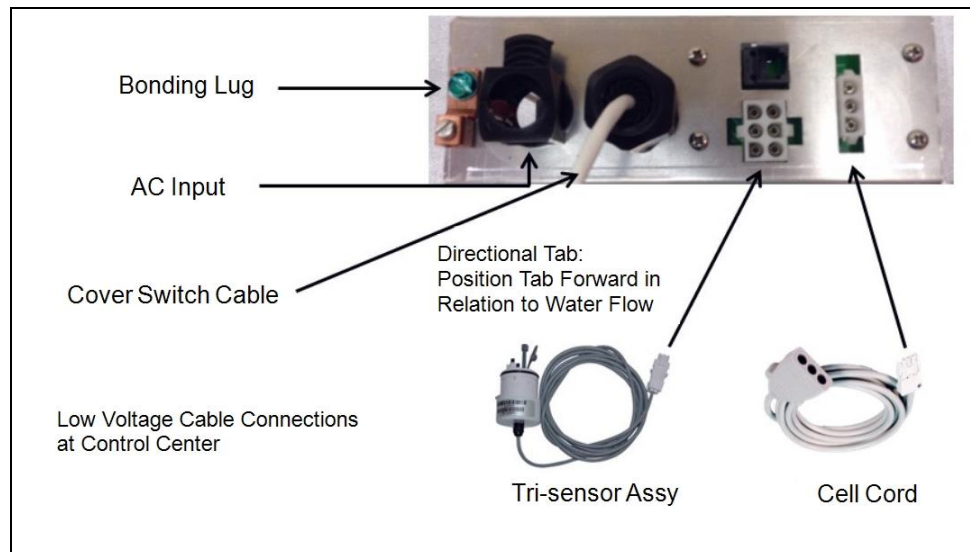 Bonding Lug
AC Input
Cover Switch Cable
Directional Tab:
Position Tab Forward in
Relation to Water Flow
Low Voltage Cable Connections
at Control Center
Tri-sensor Assy
Cell Cord